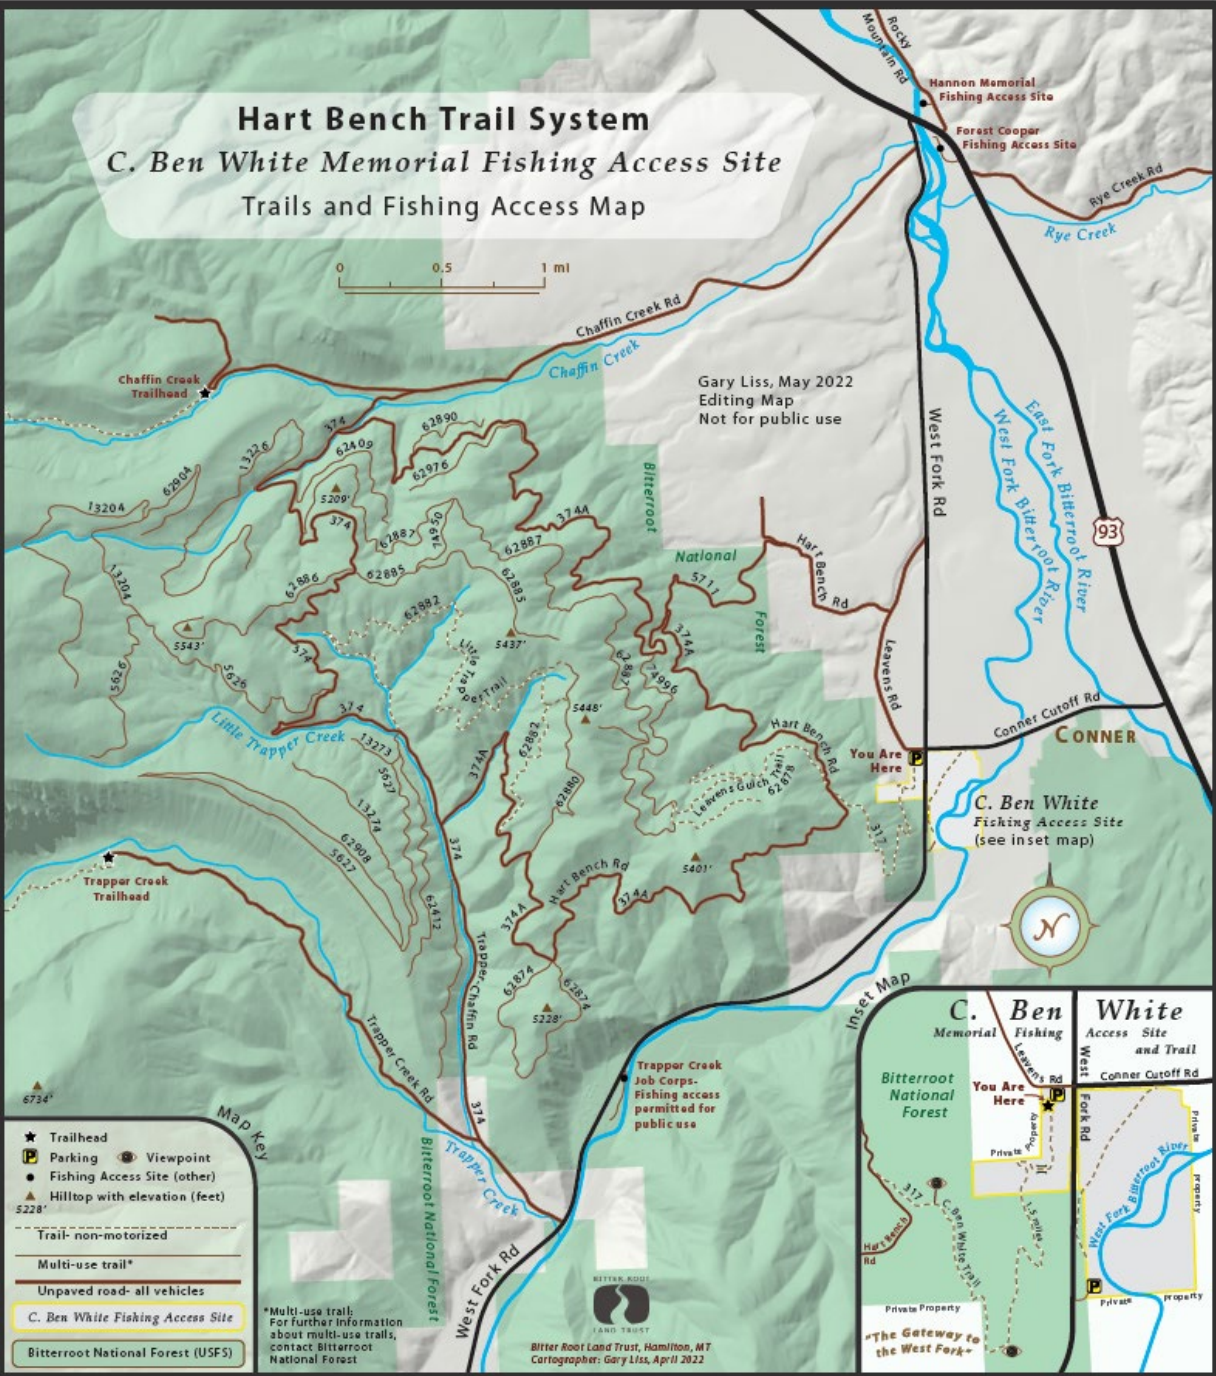 Hart Bench Trail System
C. Ben White Memorial Fishing Access Site
Trails and Fishing Access Map
0 0.5 1 mi
Rocky
Mountain Rd
Hannon Memorial
Fishing Access Site
Forest Cooper
Fishing Access Site
Rye Creek Rd
Rye Creek
Chaffin Creek Rd
Chaffin Creek
Chaffin Creek
Trailhead
Gary Liss, May 2022
Editing Map
Not for public use
West Fork Rd
West Fork Bitterroot River
East Fork Bitterroot River
93
374
62890
62409
13226
62976
62904
5209'
13204
374
62887
74950
374A
62887
Bitterroot
National
Forest
5711
Hart
Bench Rd
62886
62885
62885
13204
62882
5543'
5437'
Little Trapper Trail
374
5626
5626
374A
62887
74996
Leavens Rd
374
5448'
Little Trapper Creek
13273
5627
62882
374A
Hart Bench Rd
Conner Cutoff Rd
CONNER
You Are
Here
P
Leavens Gulch Trail
62878
62880
13274
C. Ben White
Fishing Access Site
(see inset map)
317
62908
5627
374
5401'
Hart Bench Rd
374A
Trapper Creek
Trailhead
62412
374A
N
Trapper-Chaffin Rd
62874
62874
5228'
Inset Map
Trapper Creek Rd
Trapper Creek
Job Corps-
Fishing access
permitted for
public use
6734'
374
Trapper Creek
Bitterroot National Forest
West Fork Rd
Map Key
Trailhead
P Parking
Viewpoint
Fishing Access Site (other)
Hilltop with elevation (feet)
5228'
Trail- non-motorized
Multi-use trail*
Unpaved road- all vehicles
C. Ben White Fishing Access Site
Bitterroot National Forest (USFS)
*Multi-use trail:
For further information
about multi-use trails,
contact Bitterroot
National Forest
BITTER ROOT
LAND TRUST
Bitter Root Land Trust, Hamilton, MT
Cartographer: Gary Liss, April 2022
C. Ben White
Memorial Fishing Access Site
and Trail
Leavens Rd
West Fork Rd
Conner Cutoff Rd
Bitterroot
National
Forest
You Are
Here
P
Private Property
Private property
West Fork Bitterroot River
317
C. Ben White Trail
1.5 miles
Hart Bench
Rd
P
Private property
Private Property
"The Gateway to
the West Fork"